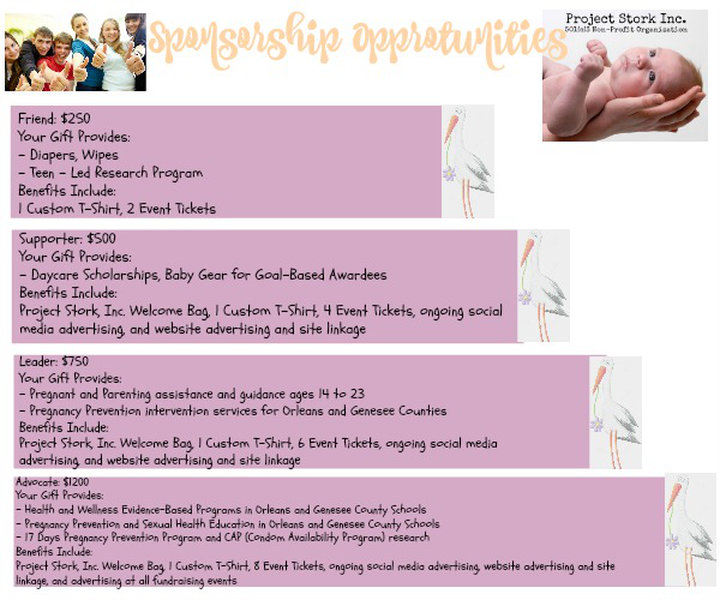 Sponsorship Opprotunities
Project Stork Inc.
501(c)3 Non-Profit Organization
Friend: $250
Your Gift Provides:
- Diapers, Wipes
- Teen - Led Research Program
Benefits Include:
1 Custom T-Shirt, 2 Event Tickets
Supporter: $500
Your Gift Provides:
- Daycare Scholarships, Baby Gear for Goal-Based Awardees
Benefits Include:
Project Stork, Inc. Welcome Bag, 1 Custom T-Shirt, 4 Event Tickets, ongoing social
media advertising, and website advertising and site linkage
Leader: $750
Your Gift Provides:
- Pregnant and Parenting assistance and guidance ages 14 to 23
- Pregnancy Prevention intervention services for Orleans and Genesee Counties
Benefits Include:
Project Stork, Inc. Welcome Bag, 1 Custom T-Shirt, 6 Event Tickets, ongoing social media
advertising, and website advertising and site linkage
Advocate: $1200
Your Gift Provides:
- Health and Wellness Evidence-Based Programs in Orleans and Genesee County Schools
- Pregnancy Prevention and Sexual Health Education in Orleans and Genesee County Schools
- 17 Days Pregnancy Prevention Program and CAP (Condom Availability Program) research
Benefits Include:
Project Stork, Inc. Welcome Bag, 1 Custom T-Shirt, 8 Event Tickets, ongoing social media advertising, website advertising and site
linkage, and advertising at all fundraising events